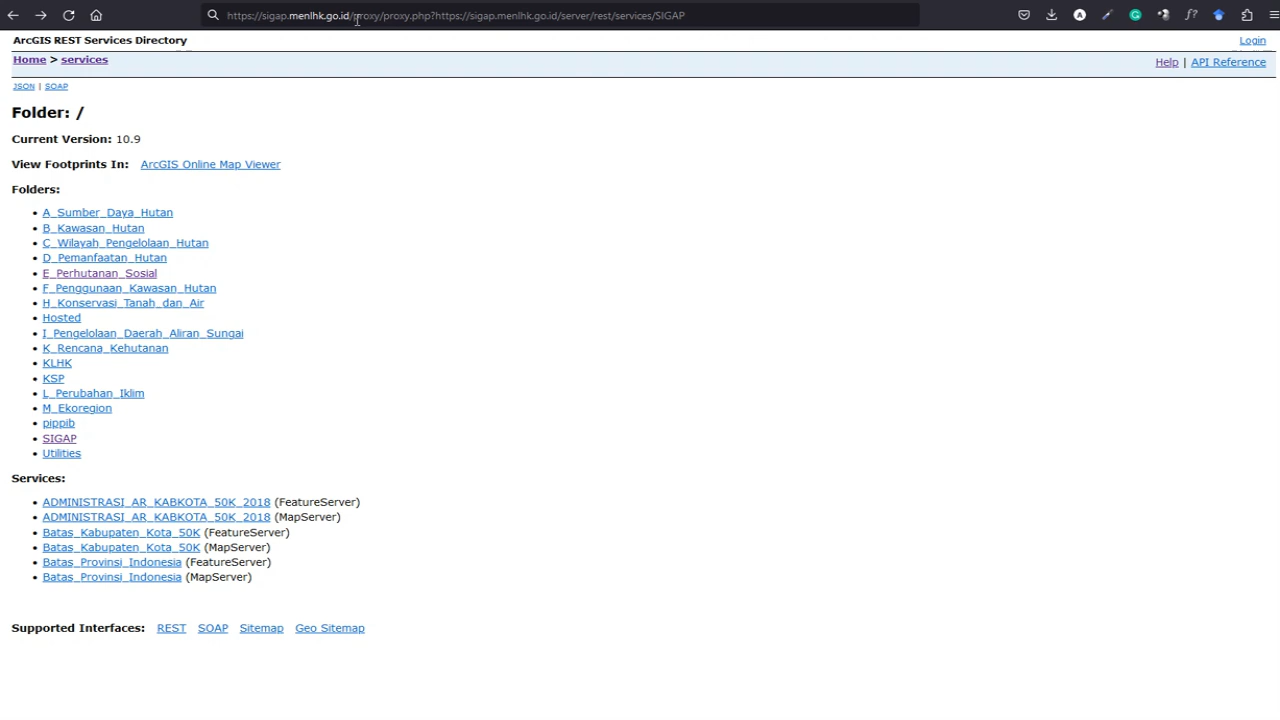 https://sigap.menlhk.go.id/proxy/proxy.php?https://sigap.menlhk.go.id/server/rest/services/SIGAP
ArcGIS REST Services Directory
Login
Home > services
Help | API Reference
JSON | SOAP
Folder: /
Current Version: 10.9
View Footprints In: ArcGIS Online Map Viewer
Folders:
A_Sumber_Daya_Hutan
B_Kawasan_Hutan
C_Wilayah_Pengelolaan_Hutan
D_Pemanfaatan_Hutan
E_Perhutanan_Sosial
F_Penggunaan_Kawasan_Hutan
H_Konservasi_Tanah_dan_Air
Hosted
I_Pengelolaan_Daerah_Aliran_Sungai
K_Rencana_Kehutanan
KLHK
KSP
L_Perubahan_Iklim
M_Ekoregion
pippib
SIGAP
Utilities
Services:
ADMINISTRASI_AR_KABKOTA_50K_2018 (FeatureServer)
ADMINISTRASI_AR_KABKOTA_50K_2018 (MapServer)
Batas_Kabupaten_Kota_50K (FeatureServer)
Batas_Kabupaten_Kota_50K (MapServer)
Batas_Provinsi_Indonesia (FeatureServer)
Batas_Provinsi_Indonesia (MapServer)
Supported Interfaces: REST SOAP Sitemap Geo Sitemap